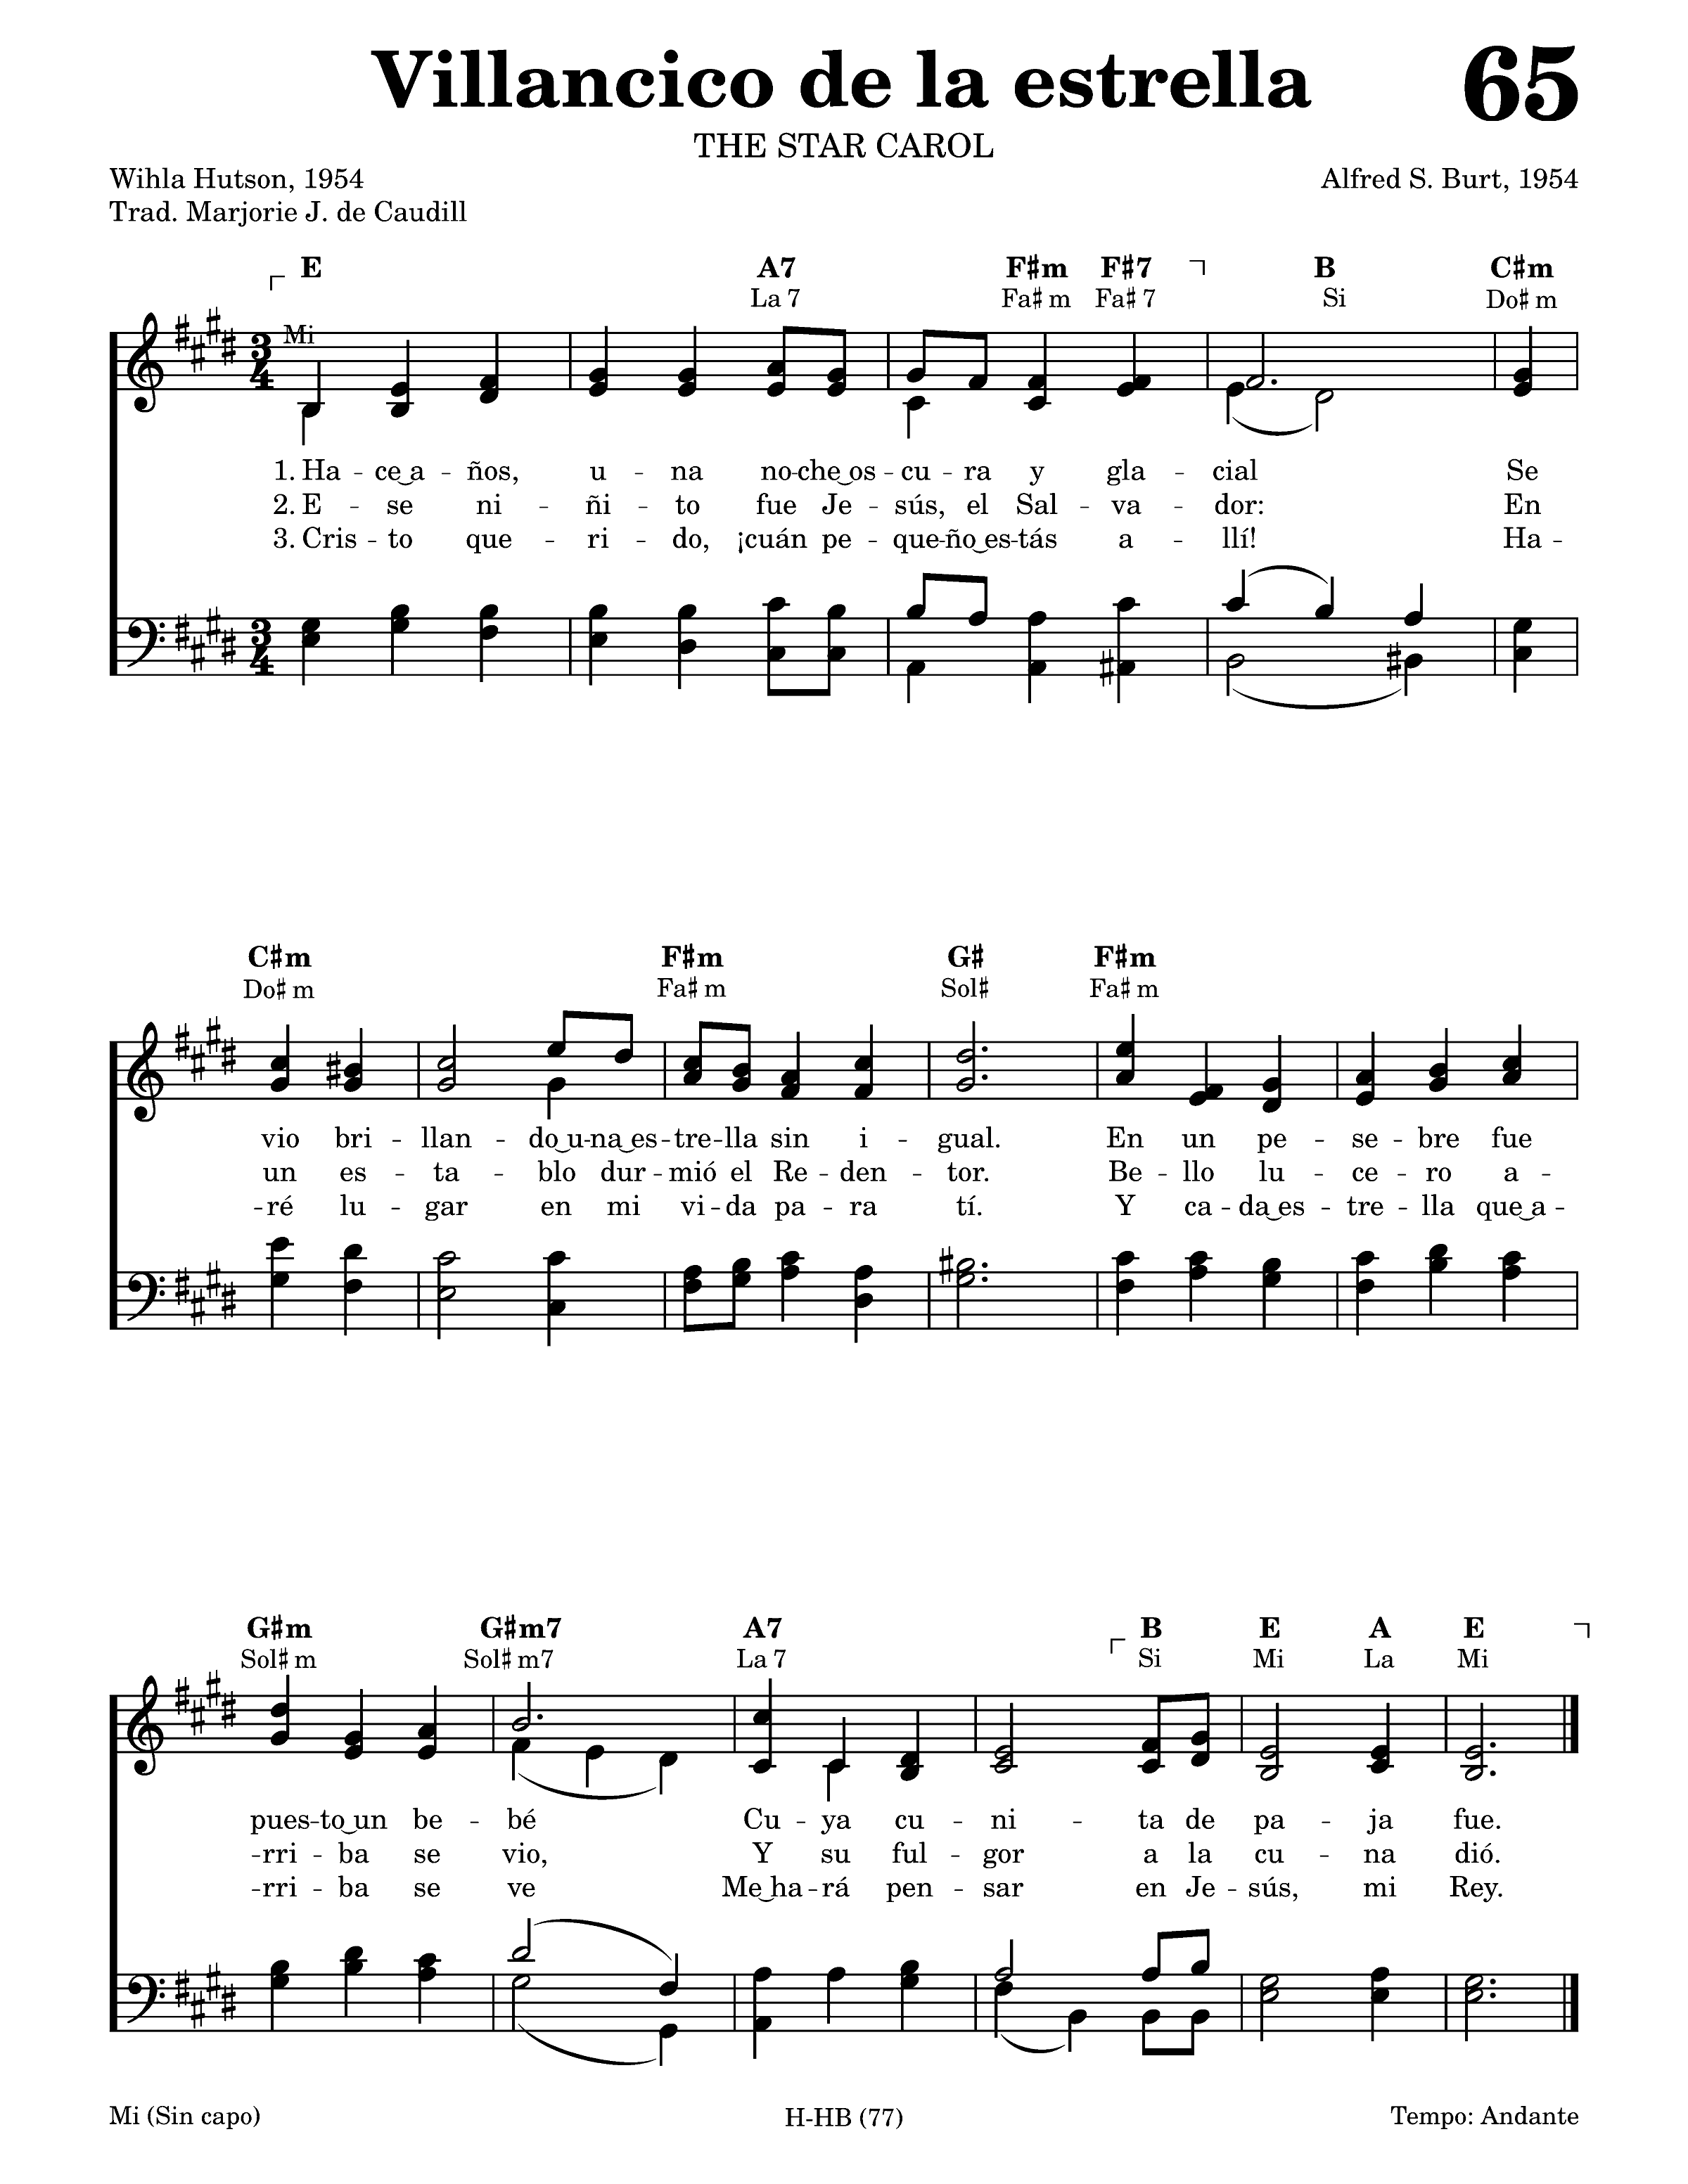 Villancico de la estrella 65
THE STAR CAROL
Wihla Hutson, 1954 Alfred S. Burt, 1954
Trad. Marjorie J. de Caudill
E A7 F♯m F♯7 B C♯m
La 7 Fa♯ m Fa♯ 7 Si Do♯ m
Mi
3 4
1. Ha - ce‿a - ños, u - na no - che‿os - cu - ra y gla - cial Se
2. E - se ni - ñi - to fue Je - sús, el Sal - va - dor: En
3. Cris - to que - ri - do, ¡cuán pe - que - ño‿es - tás a - llí! Ha -
3 4
C♯m F♯m G♯ F♯m
Do♯ m Fa♯ m Sol♯ Fa♯ m
vio bri - llan - do‿u - na‿es - tre - lla sin i - gual. En un pe - se - bre fue
un es - ta - blo dur - mió el Re - den - tor. Be - llo lu - ce - ro a -
- ré lu - gar en mi vi - da pa - ra tí. Y ca - da‿es - tre - lla que‿a -
G♯m G♯m7 A7 B E A E
Sol♯ m Sol♯ m7 La 7 Si Mi La Mi
pues - to‿un be - bé Cu - ya cu - ni - ta de pa - ja fue.
- rri - ba se vio, Y su ful - gor a la cu - na dió.
- rri - ba se ve Me‿ha - rá pen - sar en Je - sús, mi Rey.
Mi (Sin capo) H-HB (77) Tempo: Andante